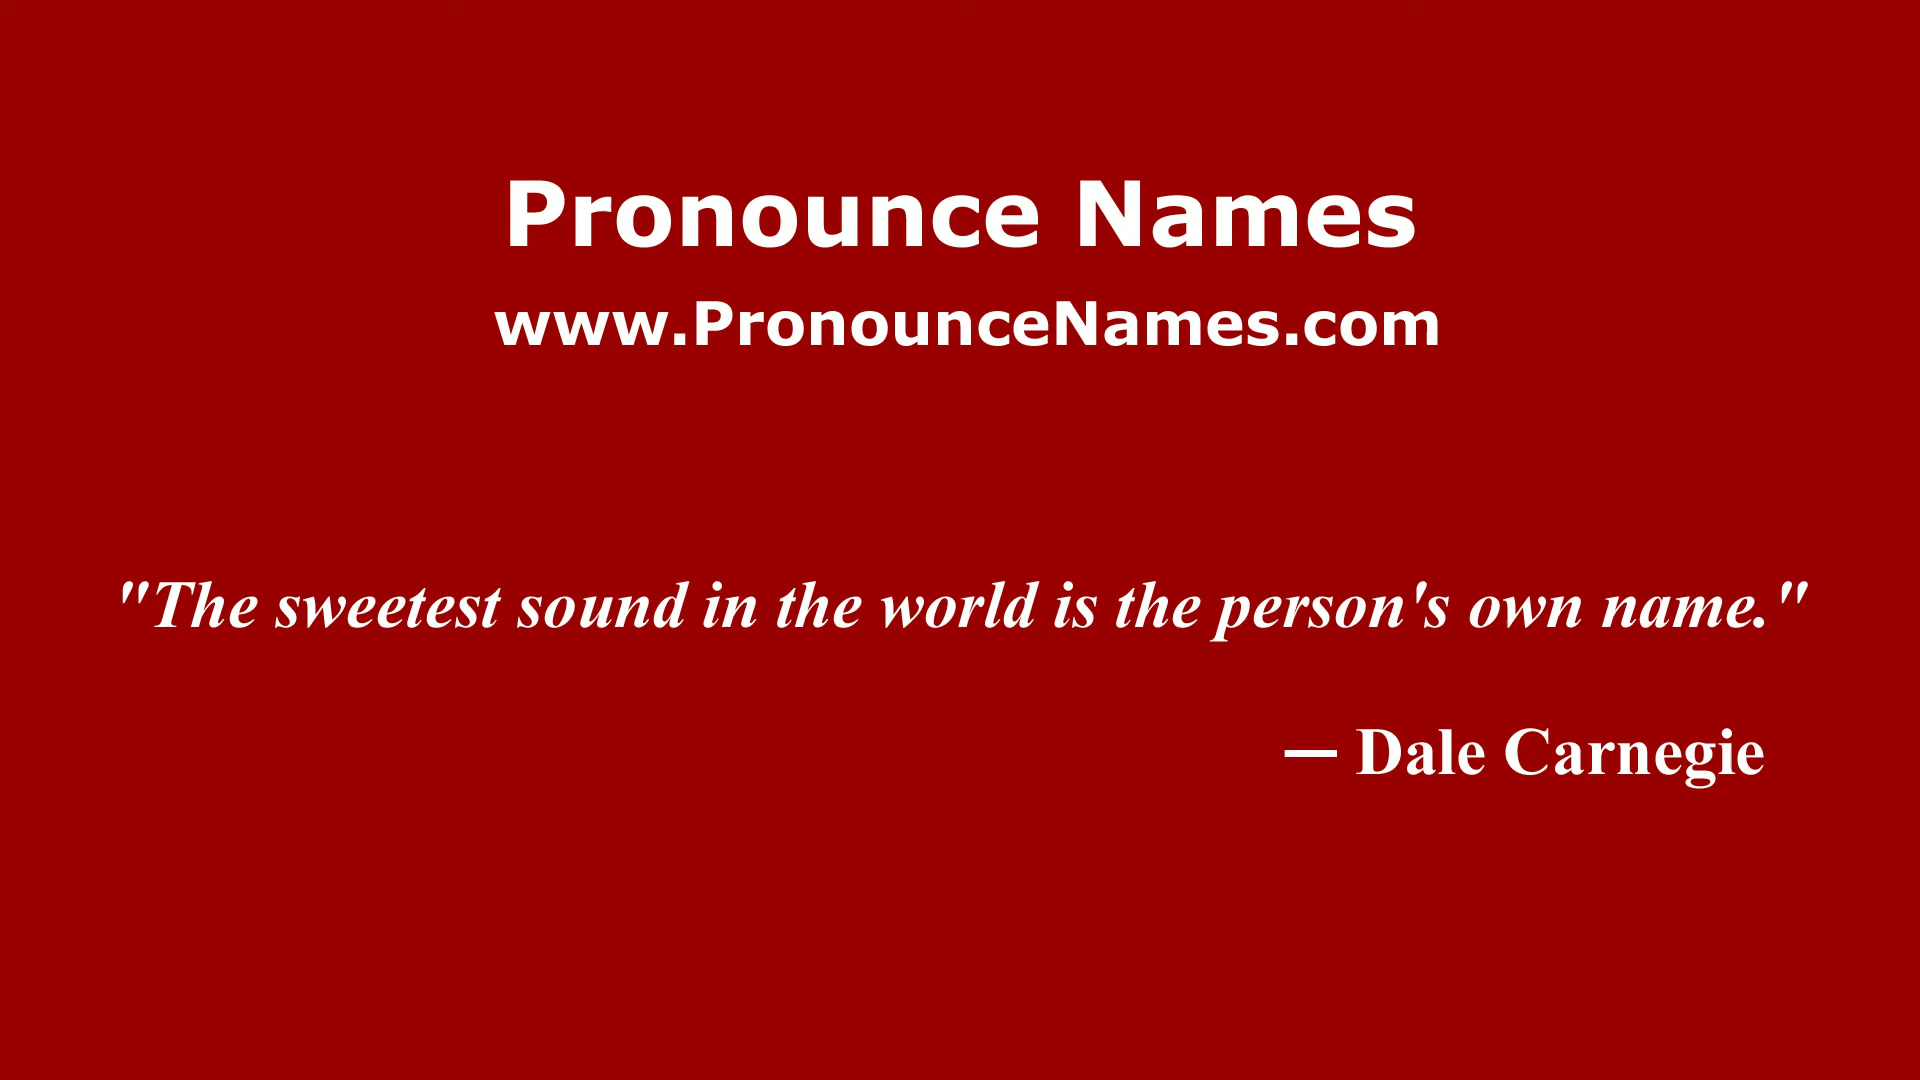 Pronounce Names
www.PronounceNames.com
"The sweetest sound in the world is the person's own name."
— Dale Carnegie